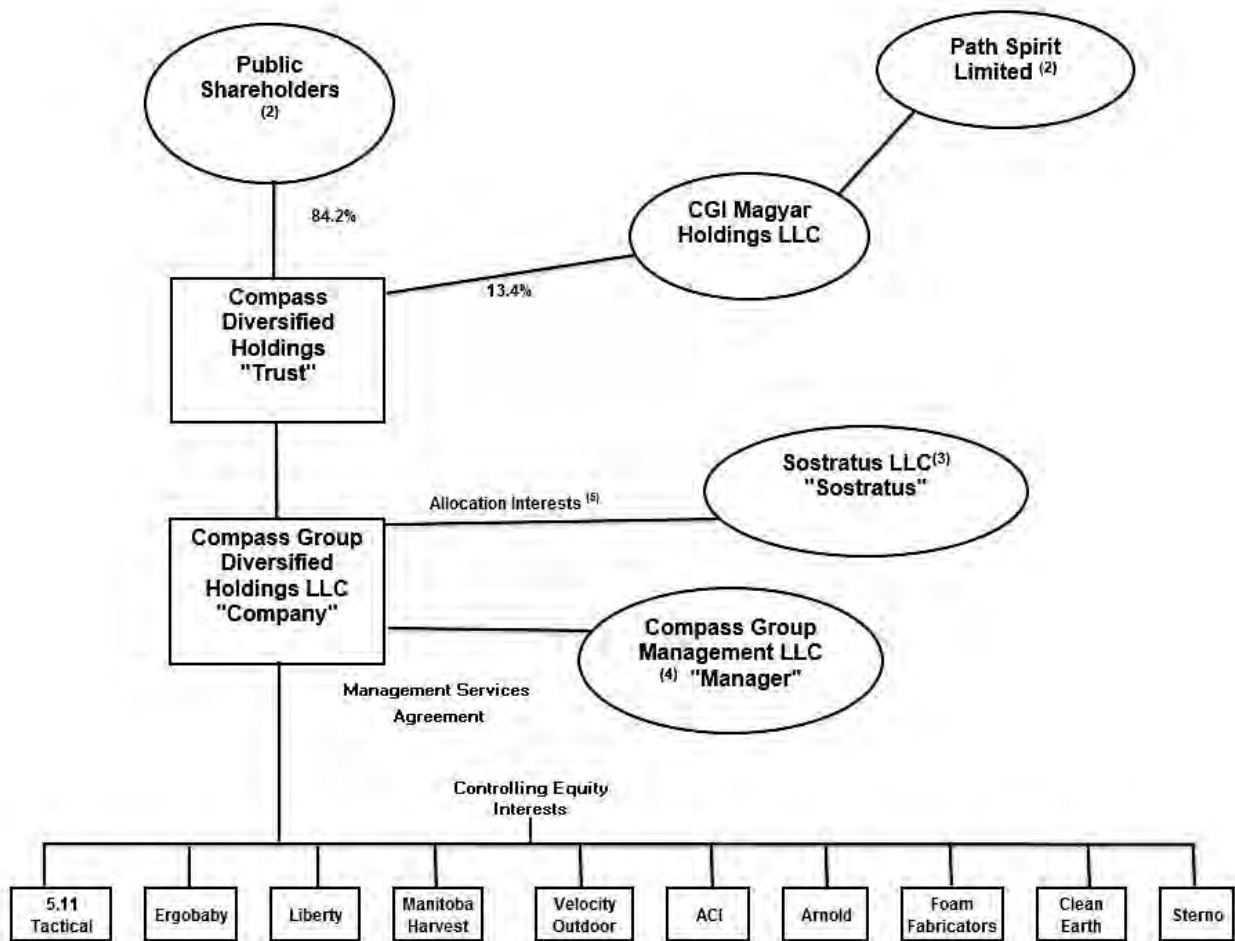 Public
Shareholders
(2)
Path Spirit
Limited (2)
84.2%
CGI Magyar
Holdings LLC
13.4%
Compass
Diversified
Holdings
"Trust"
Sostratus LLC(3)
"Sostratus"
Allocation Interests (5)
Compass Group
Diversified
Holdings LLC
"Company"
Compass Group
Management LLC
(4) "Manager"
Management Services
Agreement
Controlling Equity
Interests
5.11
Tactical
Ergobaby
Liberty
Manitoba
Harvest
Velocity
Outdoor
ACI
Arnold
Foam
Fabricators
Clean
Earth
Sterno